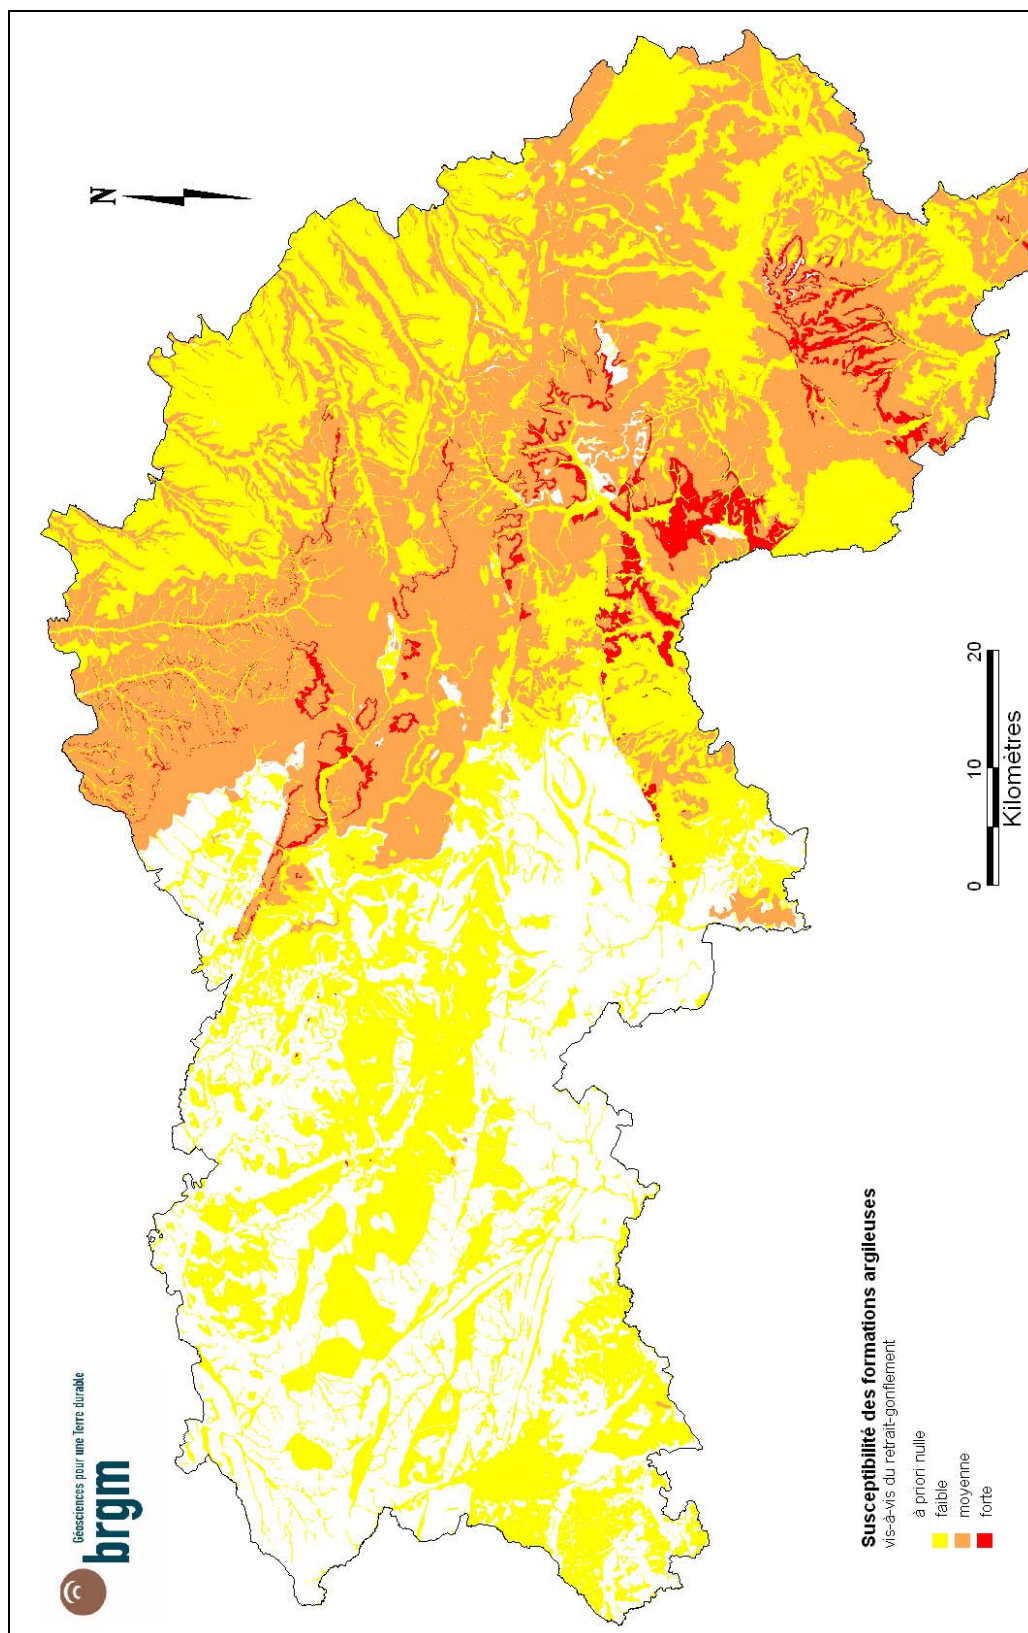 Géosciences pour une Terre durable
brgm
N
Susceptibilité des formations argileuses
vis-à-vis du retrait-gonflement
à priori nulle
faible
moyenne
forte
0 10 20
Kilomètres